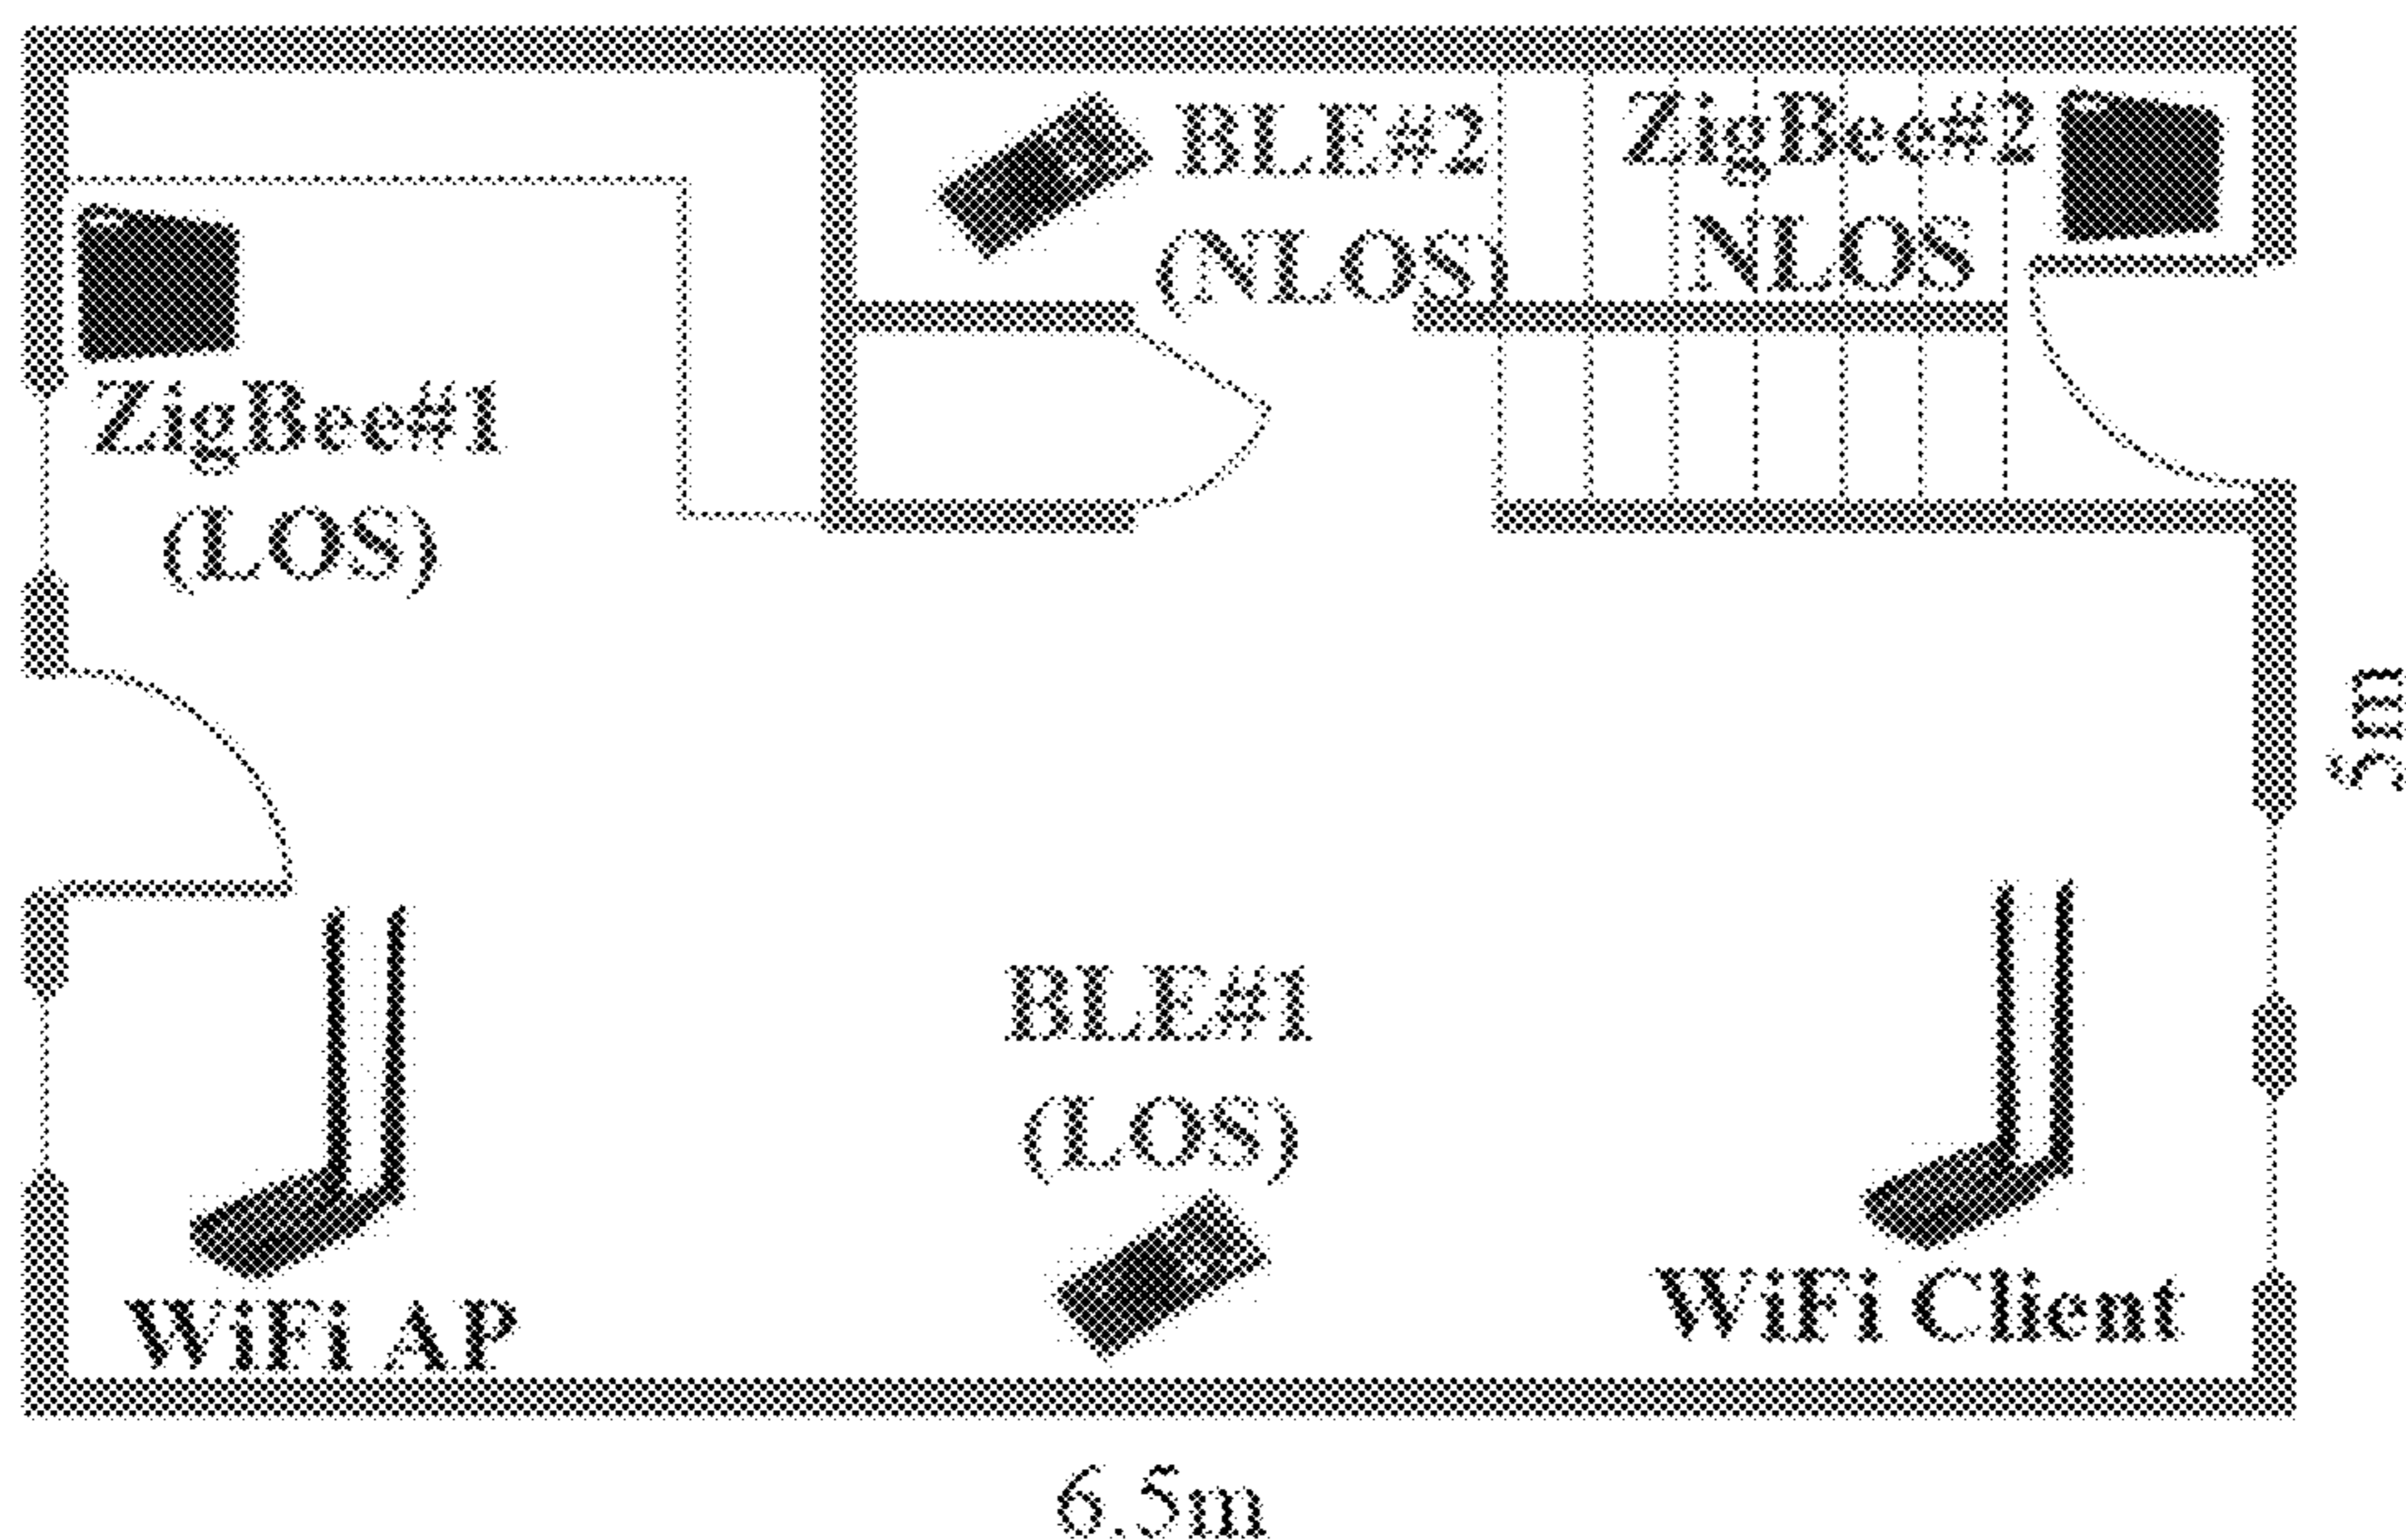 BLE#2
(NLOS)
ZigBee#2
NLOS
ZigBee#1
(LOS)
5m
BLE#1
(LOS)
WiFi AP
WiFi Client
6.5m